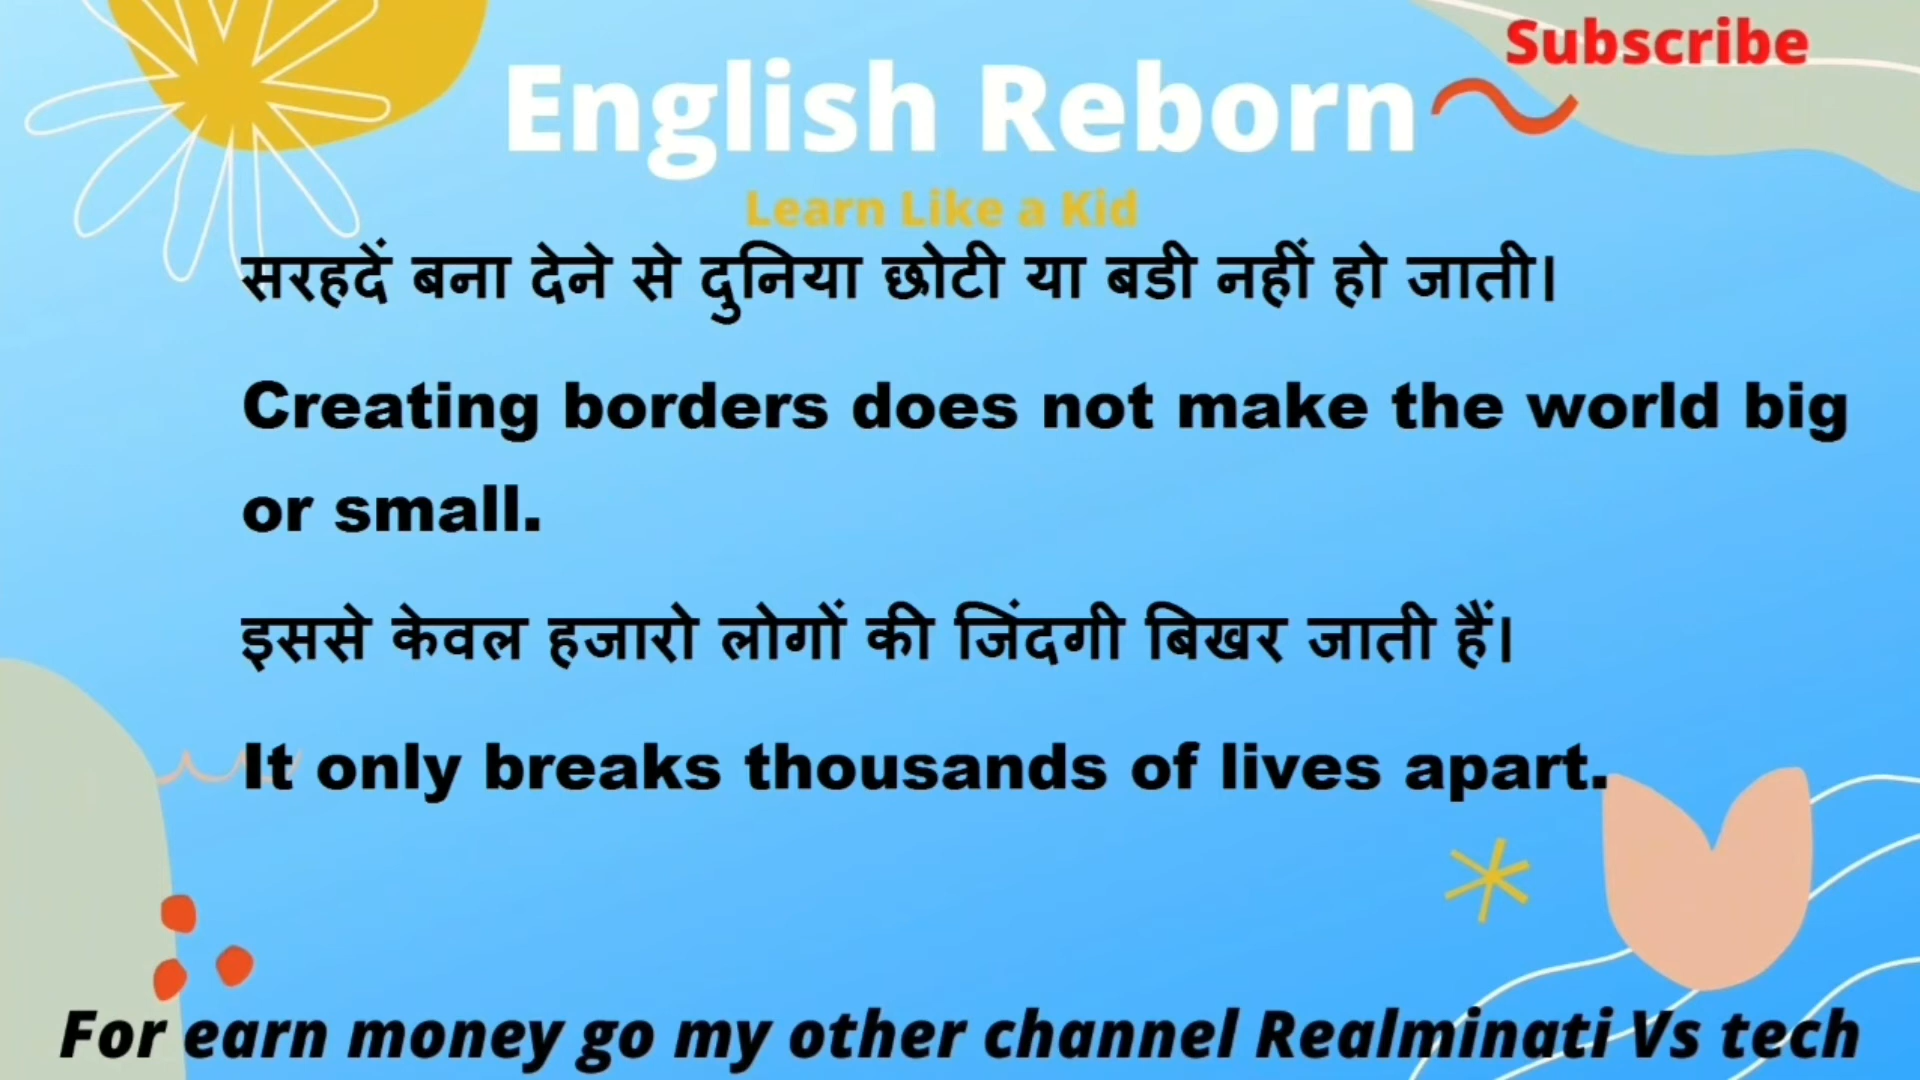 Subscribe
English Reborn
Learn Like a Kid
सरहदें बना देने से दुनिया छोटी या बडी नहीं हो जाती।
Creating borders does not make the world big
or small.
इससे केवल हजारो लोगों की जिंदगी बिखर जाती हैं।
It only breaks thousands of lives apart.
For earn money go my other channel Realminati Vs tech